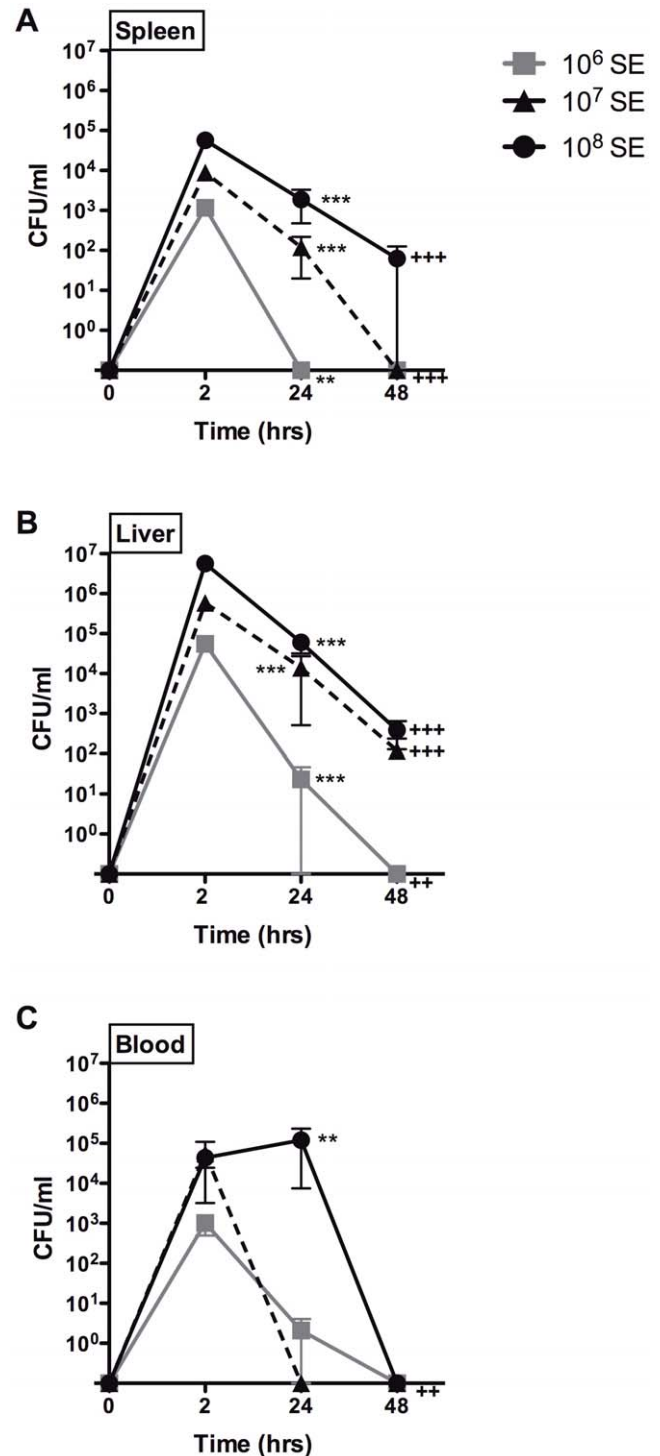 A
Spleen
10⁷
10⁶
10⁵
10⁴
10³
10²
10¹
10⁰
CFU/ml
***
***
**
+++
+++
0 2 24 48
Time (hrs)
10⁶ SE
10⁷ SE
10⁸ SE
B
Liver
10⁷
10⁶
10⁵
10⁴
10³
10²
10¹
10⁰
CFU/ml
***
***
***
+++
+++
++
0 2 24 48
Time (hrs)
C
Blood
10⁷
10⁶
10⁵
10⁴
10³
10²
10¹
10⁰
CFU/ml
**
++
0 2 24 48
Time (hrs)